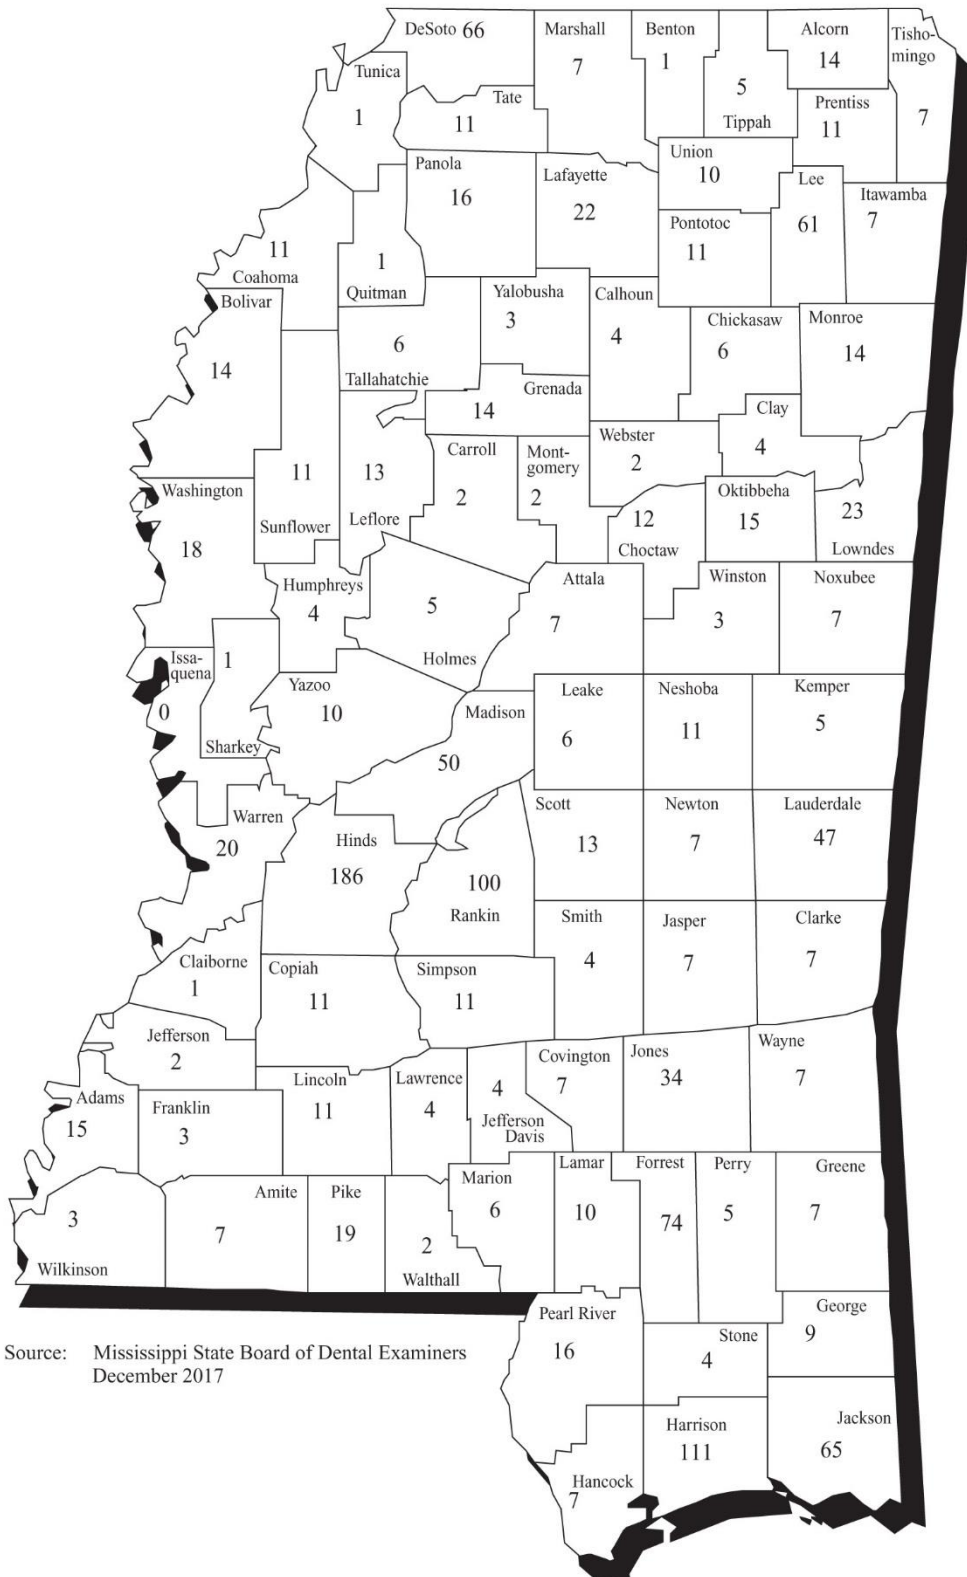 DeSoto 66
Marshall
7
Benton
1
5
Tippah
Alcorn
14
Tisho-
mingo
7
Tunica
1
Tate
11
Prentiss
11
Panola
16
Lafayette
22
Union
10
Lee
61
Itawamba
7
Pontotoc
11
11
Coahoma
1
Quitman
Bolivar
14
6
Tallahatchie
Yalobusha
3
Calhoun
4
Chickasaw
6
Monroe
14
14
Grenada
Clay
4
11
Sunflower
13
Leflore
Carroll
2
Mont-
gomery
2
Webster
2
12
Choctaw
Oktibbeha
15
23
Lowndes
Washington
18
Humphreys
4
5
Holmes
Attala
7
Winston
3
Noxubee
7
Issa-
quena
0
1
Sharkey
Yazoo
10
Madison
50
Leake
6
Neshoba
11
Kemper
5
Warren
20
Hinds
186
100
Rankin
Scott
13
Newton
7
Lauderdale
47
Smith
4
Jasper
7
Clarke
7
Claiborne
1
Copiah
11
Simpson
11
Jefferson
2
Adams
15
Franklin
3
Lincoln
11
Lawrence
4
4
Jefferson
Davis
Covington
7
Jones
34
Wayne
7
3
Wilkinson
Amite
7
Pike
19
2
Walthall
Marion
6
Lamar
10
Forrest
74
Perry
5
Greene
7
Pearl River
16
Stone
4
George
9
Source: Mississippi State Board of Dental Examiners
December 2017
Hancock
7
Harrison
111
Jackson
65